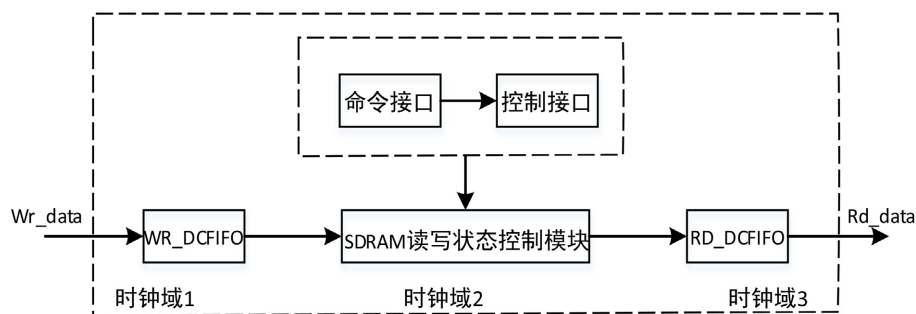 命令接口
控制接口
Wr_data
WR_DCFIFO
SDRAM读写状态控制模块
RD_DCFIFO
Rd_data
时钟域1
时钟域2
时钟域3